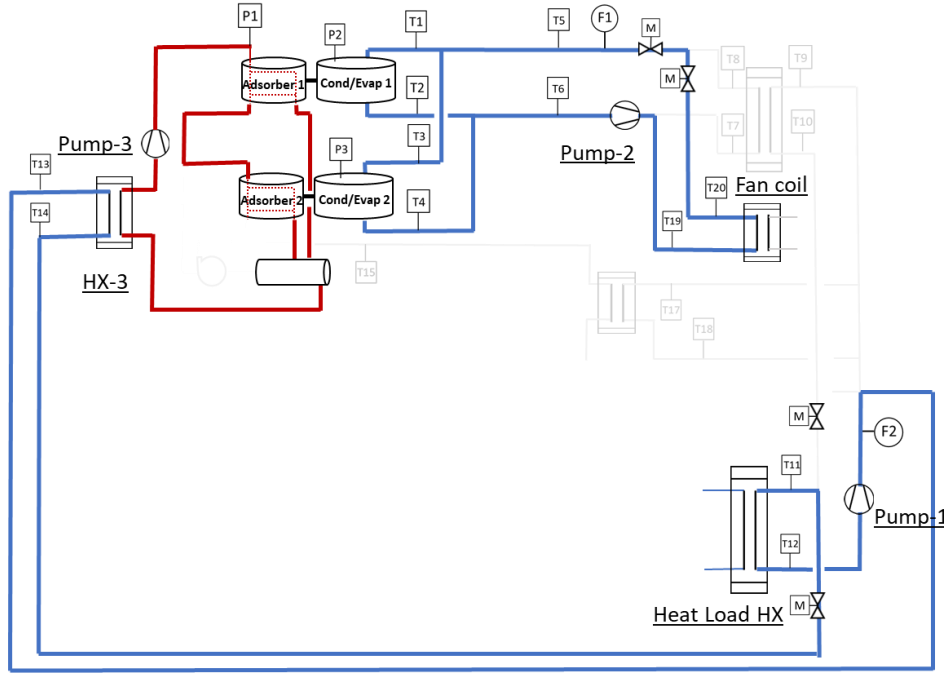 P1
P2
T1
T5
F1
M
T8
T9
M
Adsorber 1
Cond/Evap 1
T2
T6
Pump-3
T3
T7
T10
P3
Pump-2
T13
Adsorber 2
Cond/Evap 2
T20
Fan coil
T14
T4
T19
HX-3
T15
T17
T18
M
F2
T11
Pump-1
T12
M
Heat Load HX